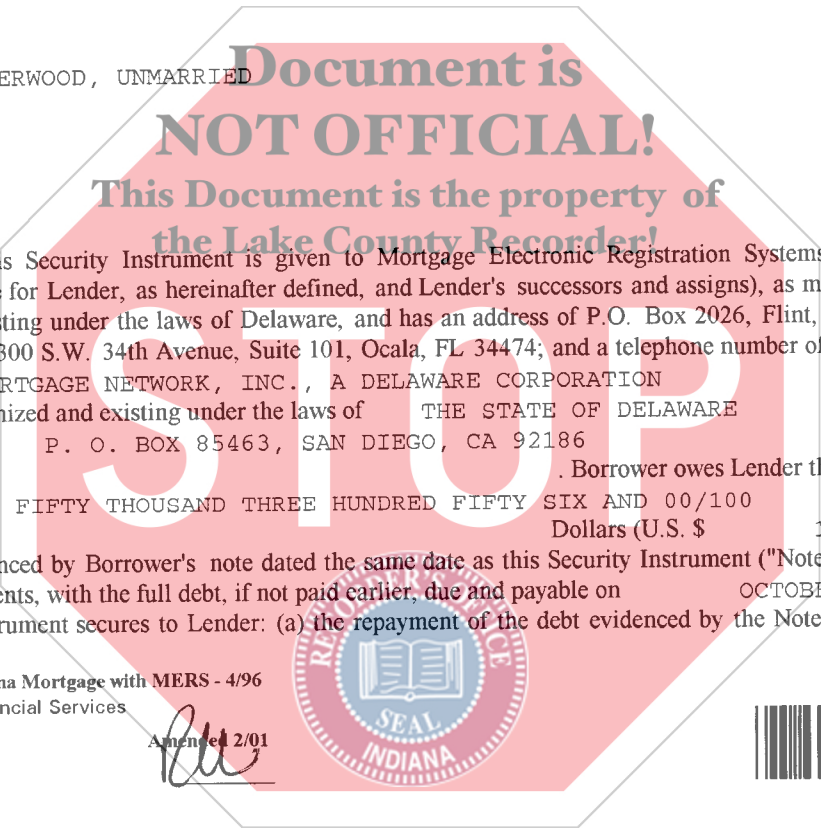 ERWOOD, UNMARRIED
Document is
NOT OFFICIAL!
This Document is the property of
the Lake County Recorder!
is Security Instrument is given to Mortgage Electronic Registration Systems
for Lender, as hereinafter defined, and Lender's successors and assigns), as m
sting under the laws of Delaware, and has an address of P.O. Box 2026, Flint,
300 S.W. 34th Avenue, Suite 101, Ocala, FL 34474; and a telephone number of
RTGAGE NETWORK, INC., A DELAWARE CORPORATION
nized and existing under the laws of THE STATE OF DELAWARE
P. O. BOX 85463, SAN DIEGO, CA 92186
STOP
. Borrower owes Lender th
FIFTY THOUSAND THREE HUNDRED FIFTY SIX AND 00/100
Dollars (U.S. $ 1
nced by Borrower's note dated the same date as this Security Instrument ("Note
ents, with the full debt, if not paid earlier, due and payable on OCTOBE
rument secures to Lender: (a) the repayment of the debt evidenced by the Note
RECORDER'S OFFICE
SEAL
INDIANA
na Mortgage with MERS - 4/96
ncial Services
Amended 2/01